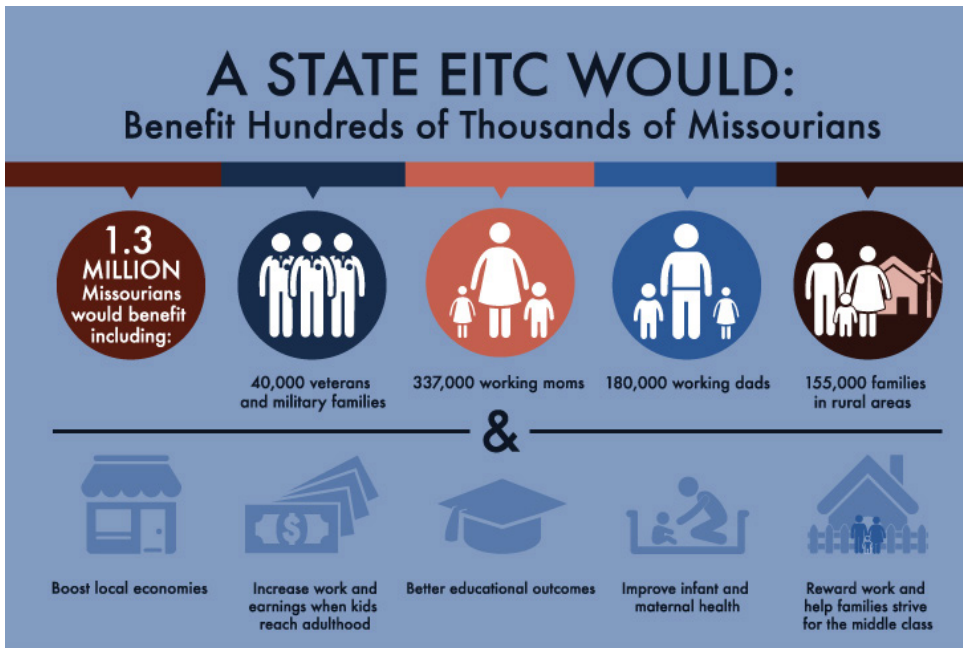 A STATE EITC WOULD:
Benefit Hundreds of Thousands of Missourians
1.3
MILLION
Missourians
would benefit
including:
40,000 veterans
and military families
337,000 working moms
180,000 working dads
155,000 families
in rural areas
&
$
Boost local economies
Increase work and
earnings when kids
reach adulthood
Better educational outcomes
Improve infant and
maternal health
Reward work and
help families strive
for the middle class